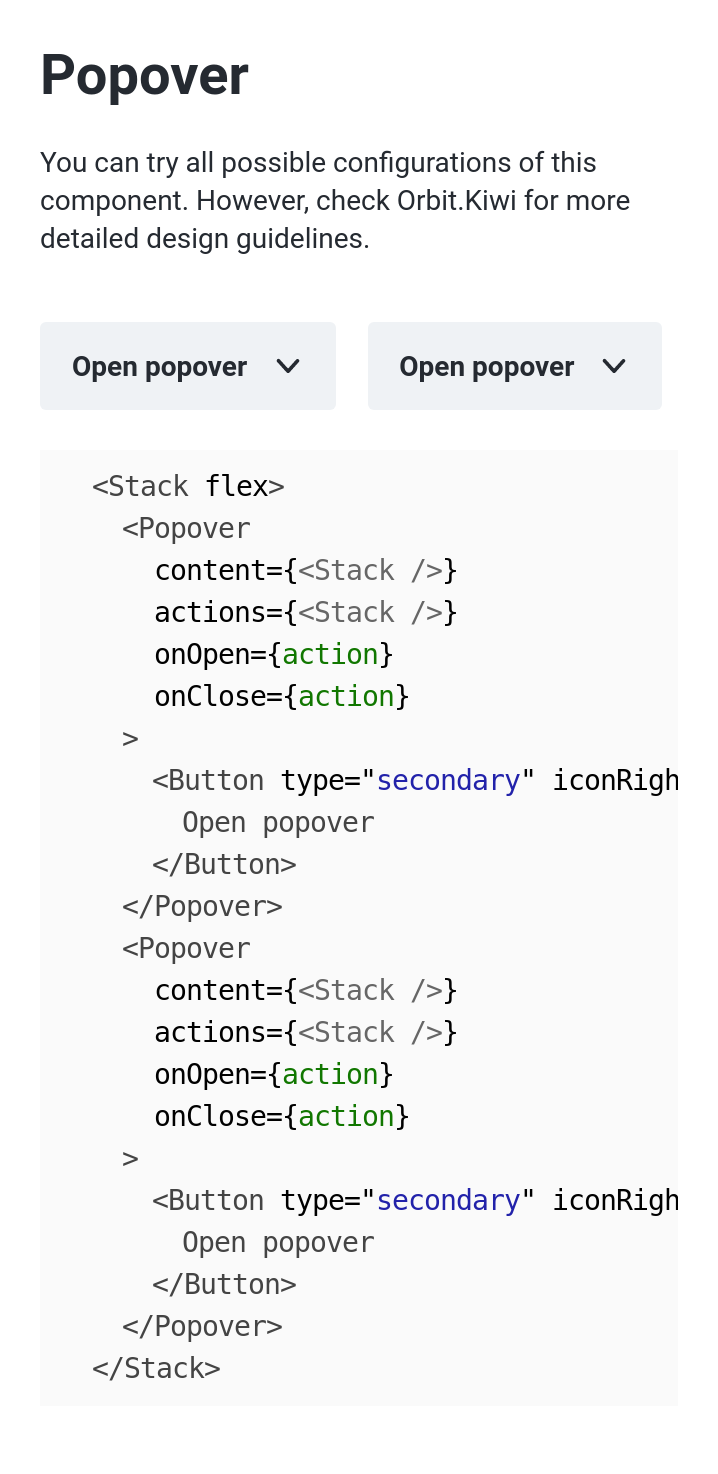 Popover
You can try all possible configurations of this
component. However, check Orbit.Kiwi for more
detailed design guidelines.
Open popover Open popover
<Stack flex>
<Popover
content={<Stack />}
actions={<Stack />}
onOpen={action}
onClose={action}
>
<Button type="secondary" iconRigh
Open popover
</Button>
</Popover>
<Popover
content={<Stack />}
actions={<Stack />}
onOpen={action}
onClose={action}
>
<Button type="secondary" iconRigh
Open popover
</Button>
</Popover>
</Stack>